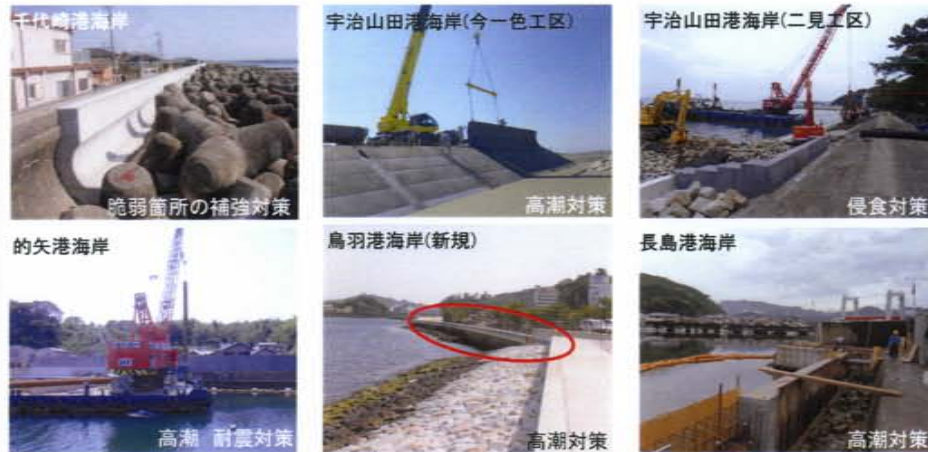 千代崎港海岸
脆弱箇所の補強対策
宇治山田港海岸(今一色工区)
高潮対策
宇治山田港海岸(二見工区)
侵食対策
的矢港海岸
高潮 耐震対策
鳥羽港海岸(新規)
高潮対策
長島港海岸
高潮対策